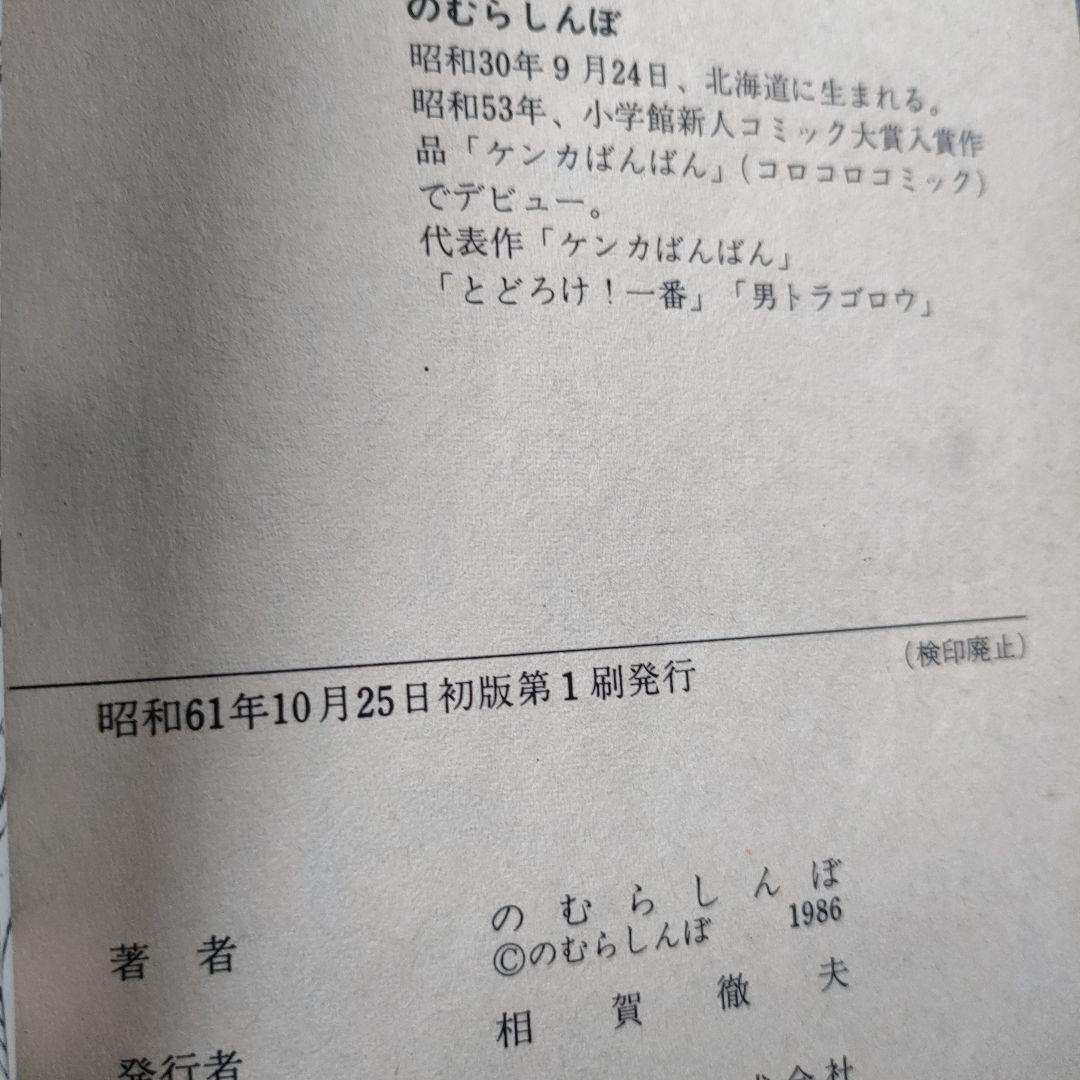 のむらしんぼ
昭和30年9月24日、北海道に生まれる。
昭和53年、小学館新人コミック大賞入賞作
品「ケンカばんばん」(コロコロコミック)
でデビュー。
代表作「ケンカばんばん」
「とどろけ！一番」「男トラゴロウ」
(検印廃止)
昭和61年10月25日初版第1刷発行
著者 のむらしんぼ
©のむらしんぼ 1986
発行者 相賀徹夫
会社